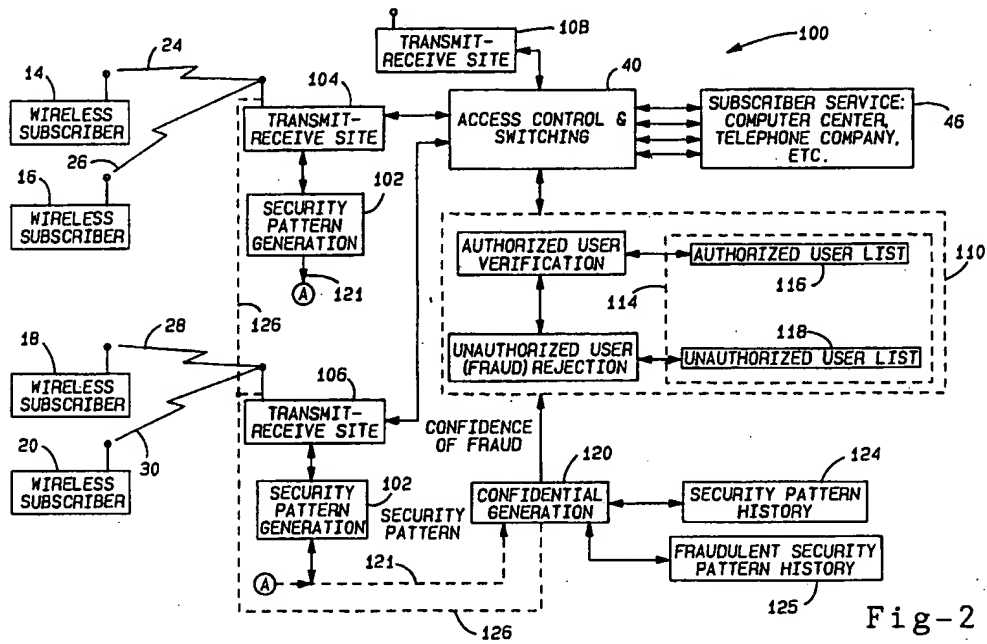 24
14
WIRELESS
SUBSCRIBER
26
16
WIRELESS
SUBSCRIBER
104
TRANSMIT-
RECEIVE SITE
102
SECURITY
PATTERN
GENERATION
121
A
126
108
TRANSMIT-
RECEIVE SITE
100
40
ACCESS CONTROL &
SWITCHING
SUBSCRIBER SERVICE:
COMPUTER CENTER,
TELEPHONE COMPANY,
ETC.
46
AUTHORIZED USER
VERIFICATION
AUTHORIZED USER LIST
116
110
114
118
UNAUTHORIZED USER
(FRAUD) REJECTION
UNAUTHORIZED USER LIST
28
18
WIRELESS
SUBSCRIBER
20
30
WIRELESS
SUBSCRIBER
106
TRANSMIT-
RECEIVE SITE
102
SECURITY
PATTERN
GENERATION
SECURITY
PATTERN
A
121
126
CONFIDENCE
OF FRAUD
120
CONFIDENTIAL
GENERATION
124
SECURITY PATTERN
HISTORY
FRAUDULENT SECURITY
PATTERN HISTORY
125
Fig-2